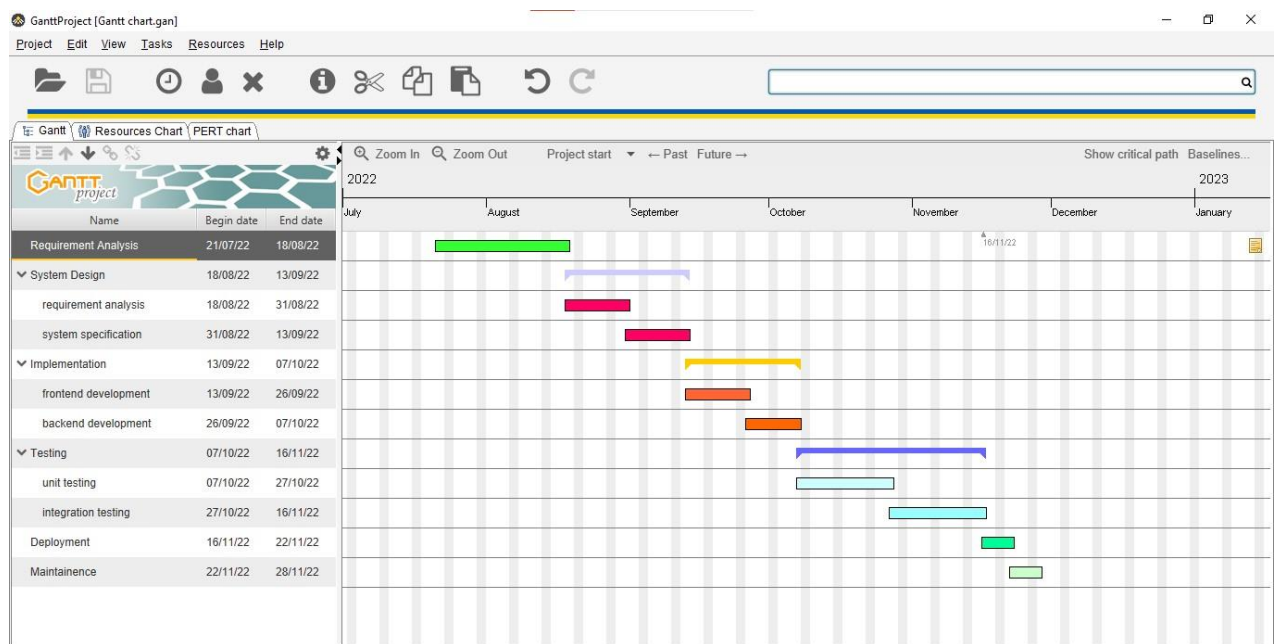 GanttProject [Gantt chart.gan]
Project Edit View Tasks Resources Help
Gantt Resources Chart PERT chart
Zoom In Zoom Out Project start ← Past Future → Show critical path Baselines...
GANTT project
2022 2023
Name Begin date End date
July August September October November December January
Requirement Analysis 21/07/22 18/08/22
16/11/22
System Design 18/08/22 13/09/22
requirement analysis 18/08/22 31/08/22
system specification 31/08/22 13/09/22
Implementation 13/09/22 07/10/22
frontend development 13/09/22 26/09/22
backend development 26/09/22 07/10/22
Testing 07/10/22 16/11/22
unit testing 07/10/22 27/10/22
integration testing 27/10/22 16/11/22
Deployment 16/11/22 22/11/22
Maintainence 22/11/22 28/11/22